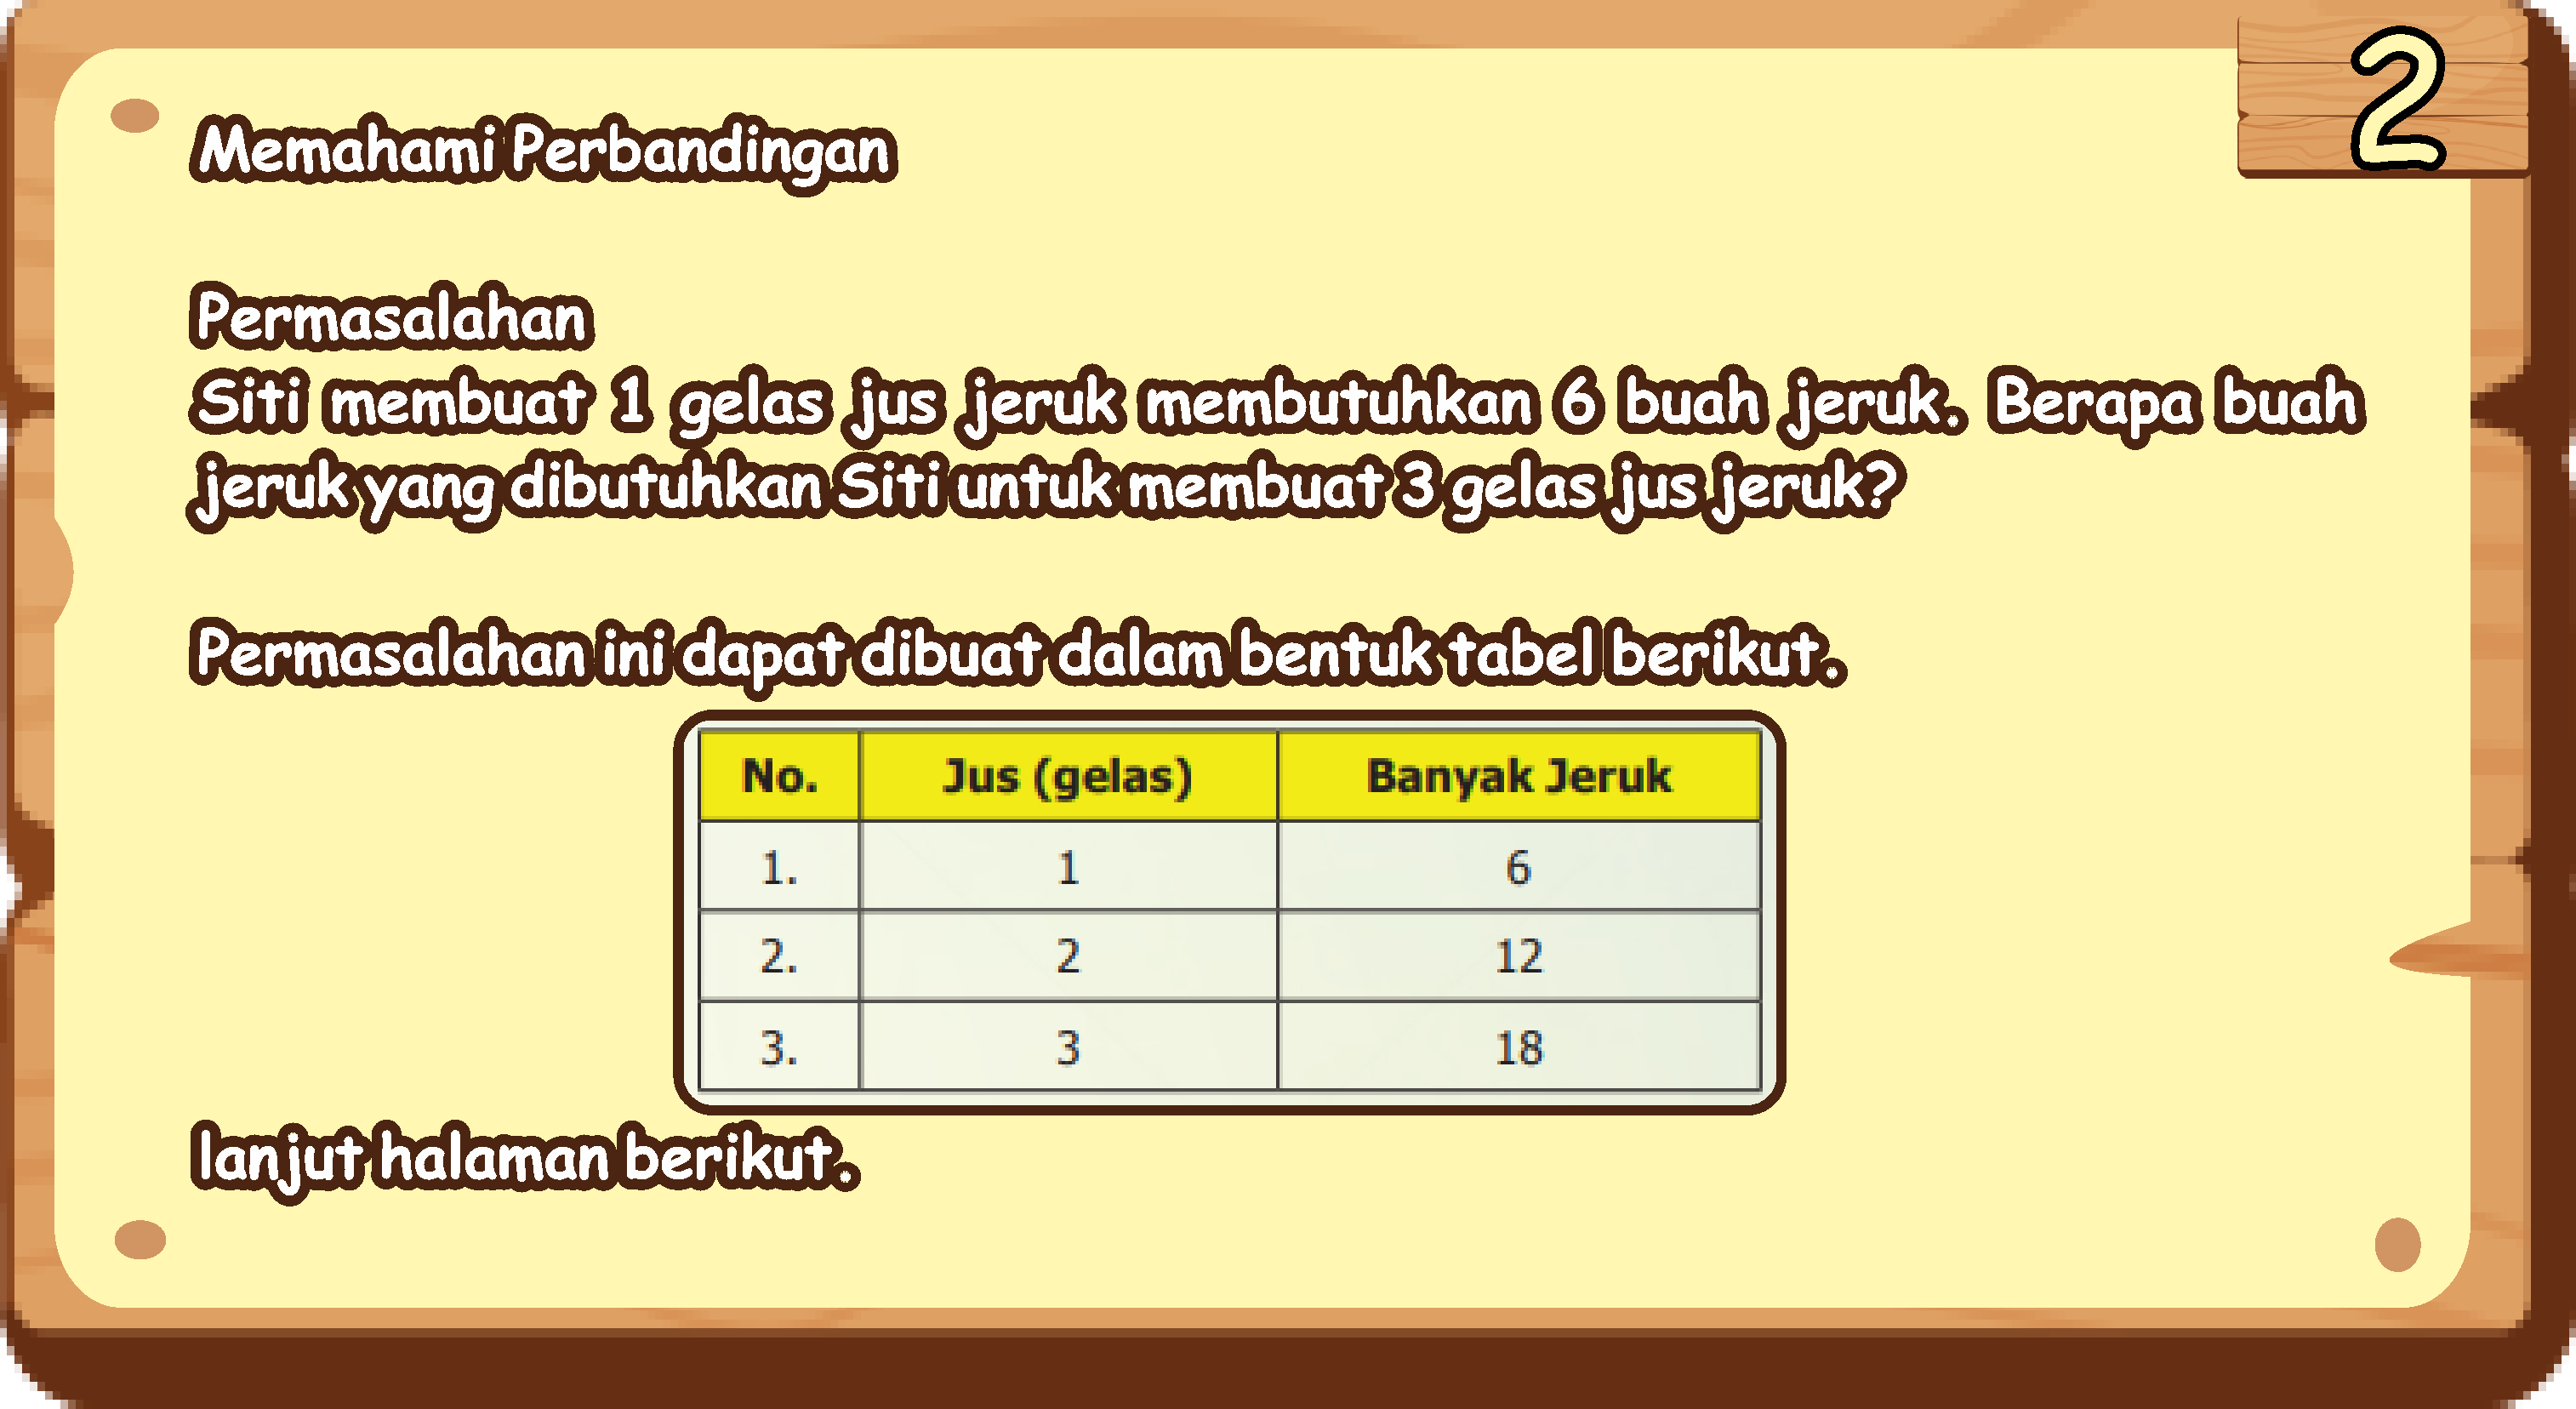 2
Memahami Perbandingan
Permasalahan
Siti membuat 1 gelas jus jeruk membutuhkan 6 buah jeruk. Berapa buah
jeruk yang dibutuhkan Siti untuk membuat 3 gelas jus jeruk?
Permasalahan ini dapat dibuat dalam bentuk tabel berikut.
No. Jus (gelas) Banyak Jeruk
1. 1 6
2. 2 12
3. 3 18
lanjut halaman berikut.